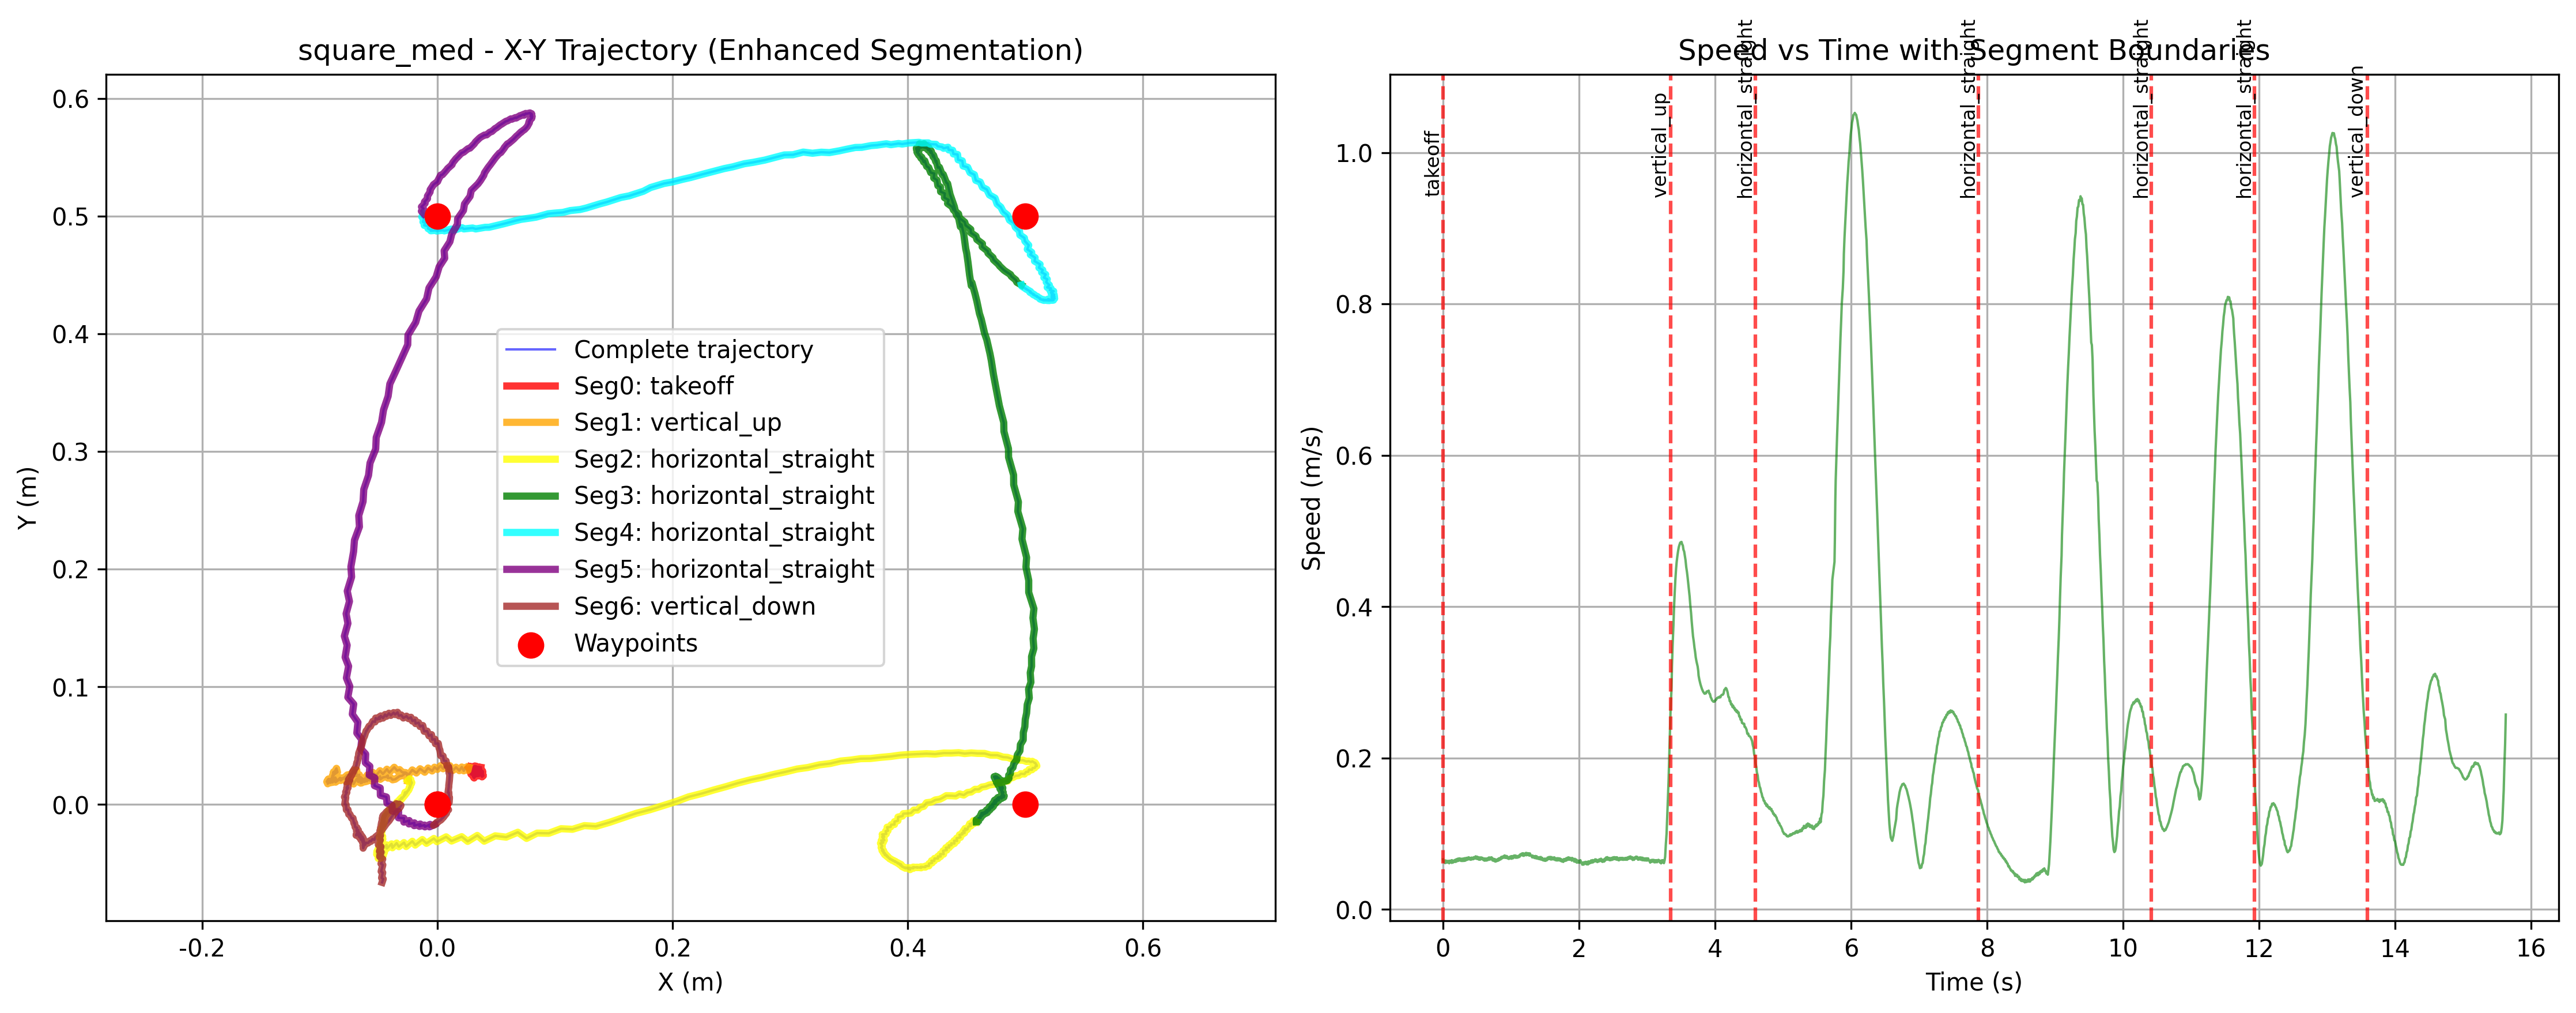 square_med - X-Y Trajectory (Enhanced Segmentation)
0.6
0.5
0.4
0.3
0.2
0.1
0.0
Y (m)
-0.2
0.0
0.2
0.4
0.6
X (m)
Complete trajectory
Seg0: takeoff
Seg1: vertical_up
Seg2: horizontal_straight
Seg3: horizontal_straight
Seg4: horizontal_straight
Seg5: horizontal_straight
Seg6: vertical_down
Waypoints
Speed vs Time with Segment Boundaries
takeoff
vertical_up
horizontal_straight
horizontal_straight
horizontal_straight
horizontal_straight
vertical_down
1.0
0.8
0.6
0.4
0.2
0.0
Speed (m/s)
0
2
4
6
8
10
12
14
16
Time (s)